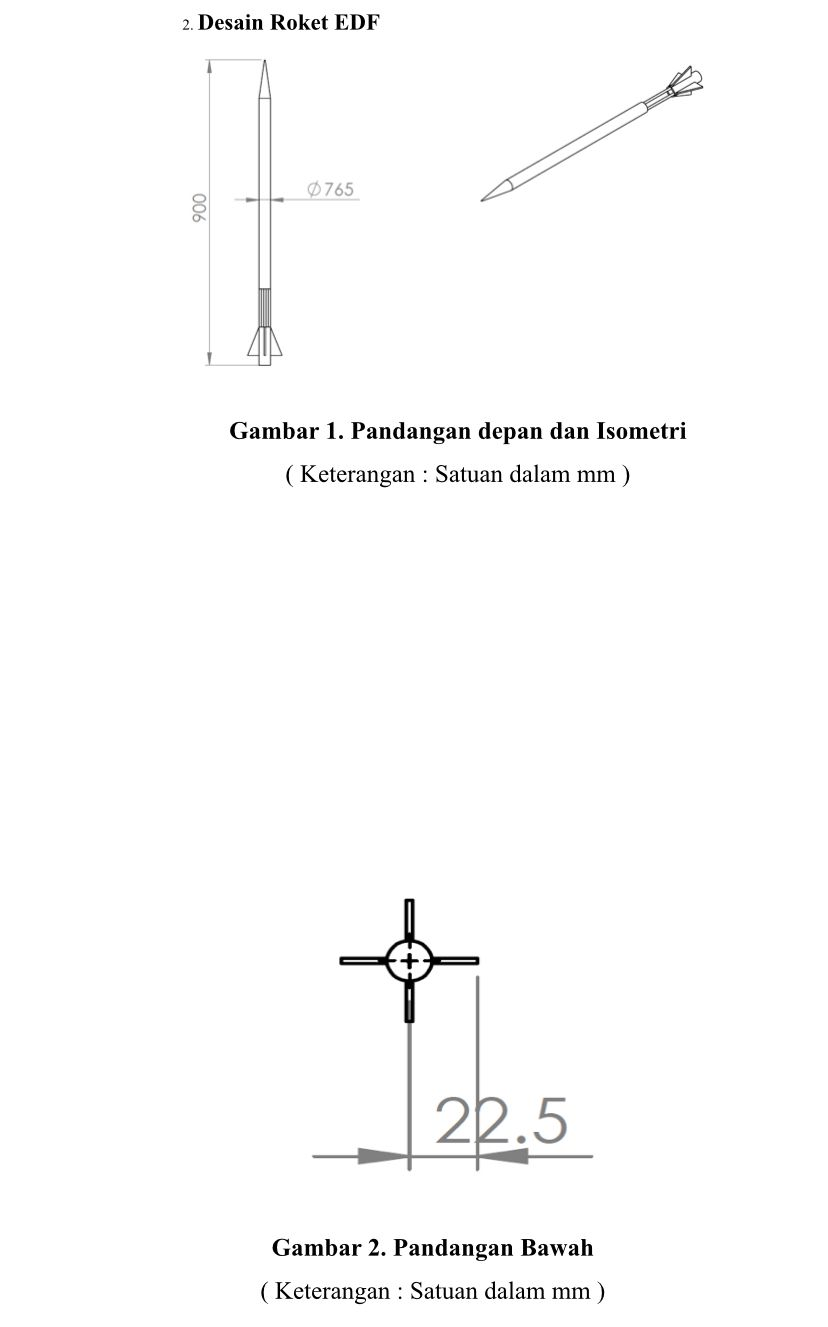 2. Desain Roket EDF
900
∅765
Gambar 1. Pandangan depan dan Isometri
( Keterangan : Satuan dalam mm )
22.5
Gambar 2. Pandangan Bawah
( Keterangan : Satuan dalam mm )